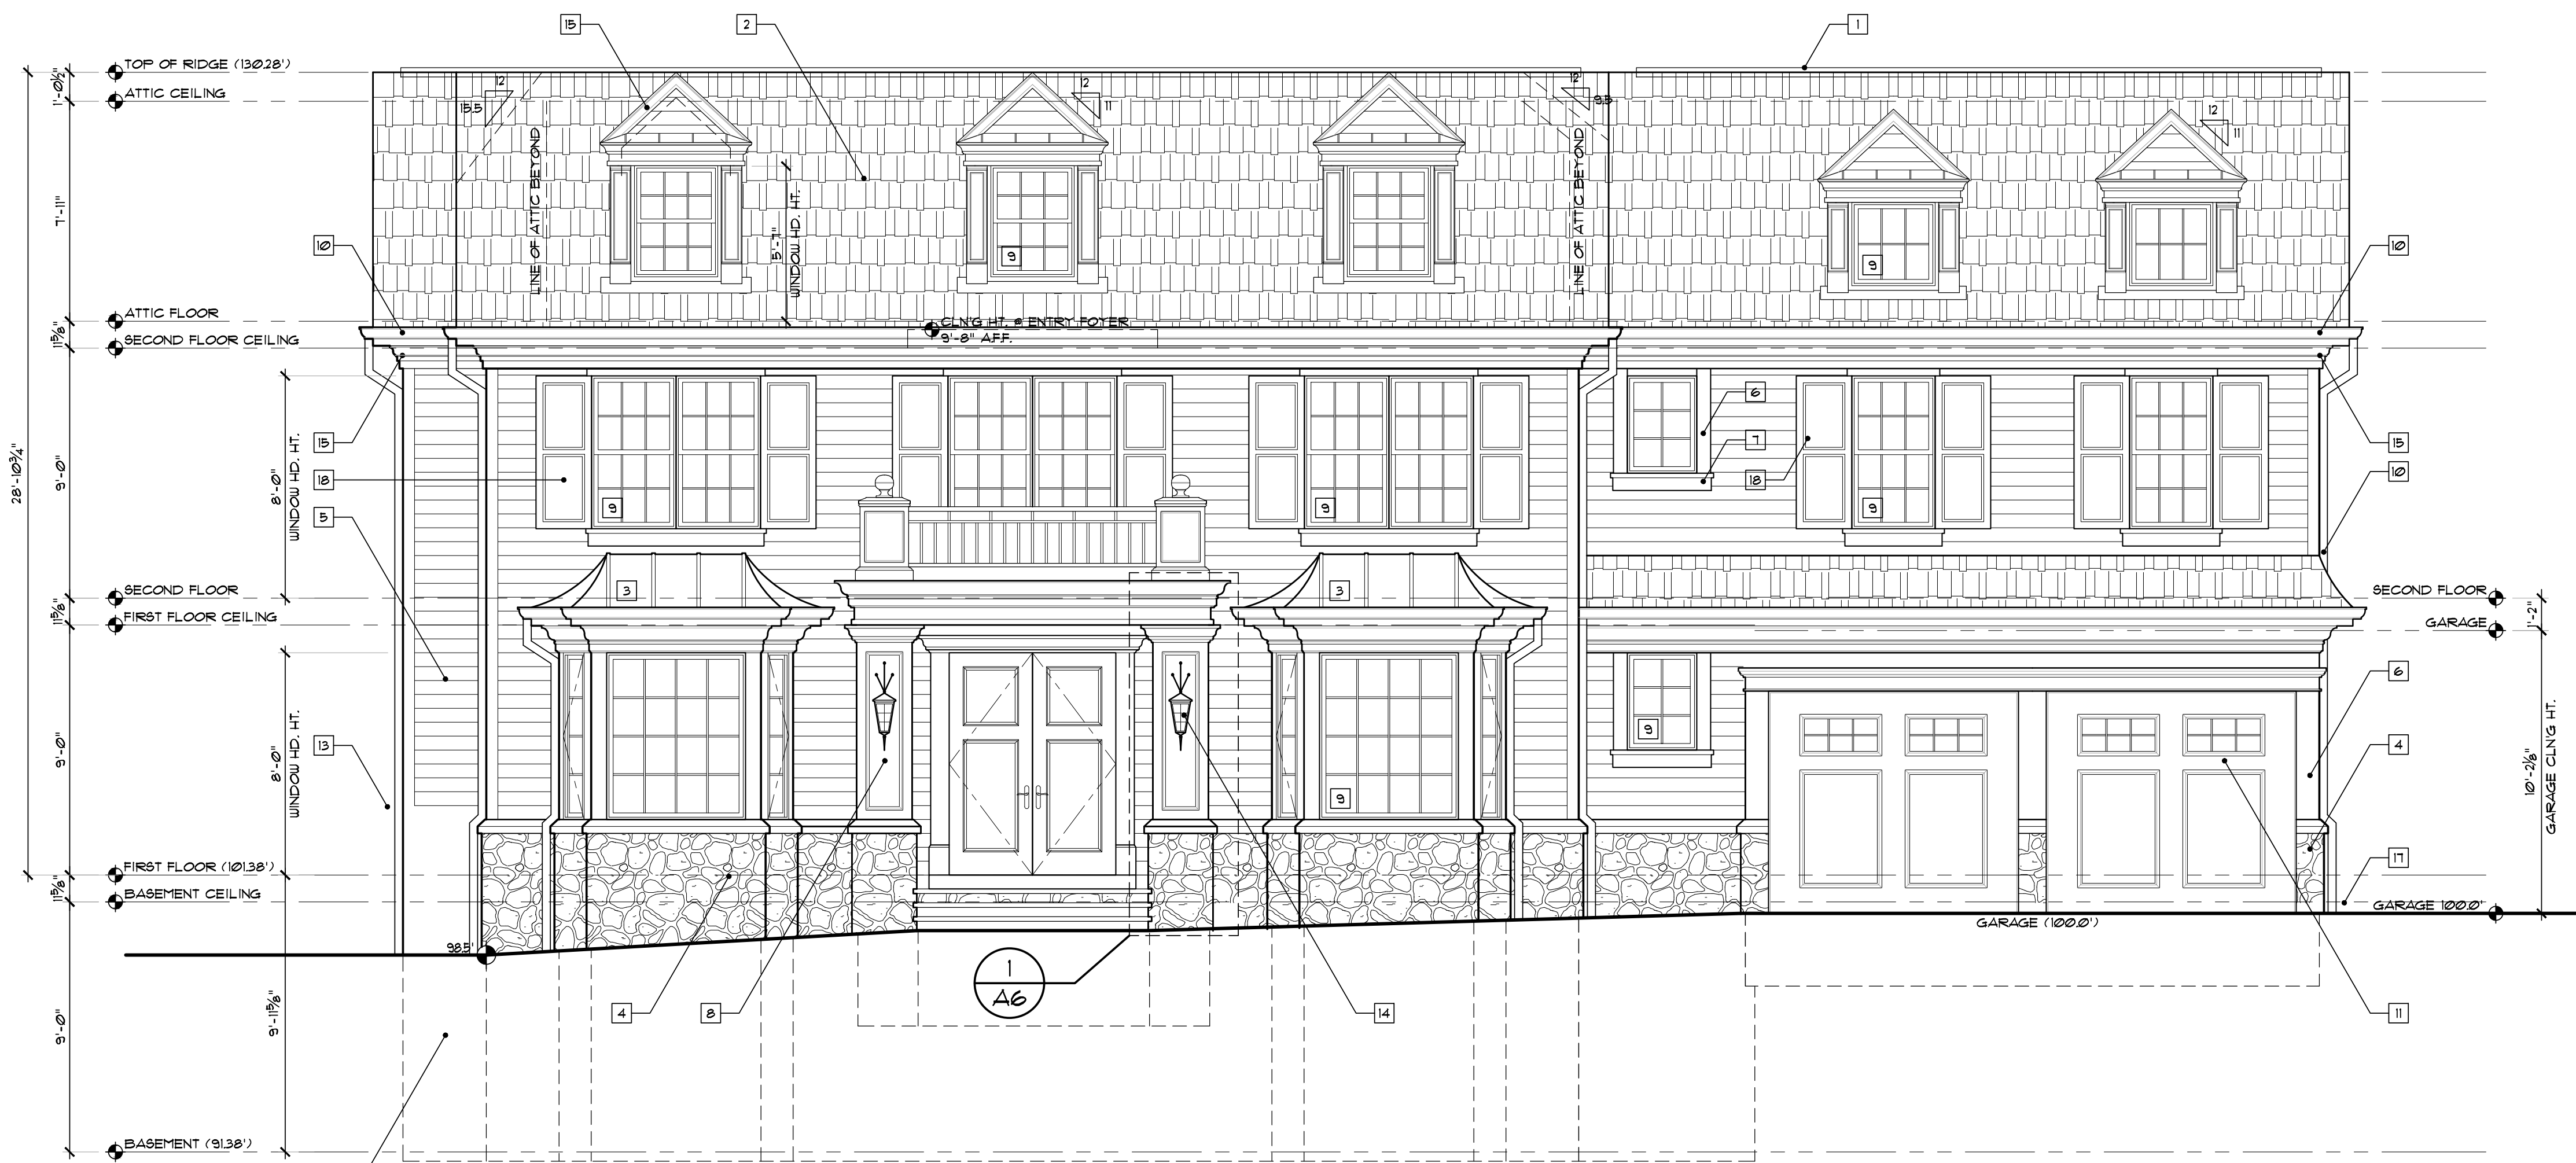 15
2
1
TOP OF RIDGE (130.28')
1'-0½"
ATTIC CEILING
12
15.5
12
11
12
9.5
12
11
7'-11"
LINE OF ATTIC BEYOND
5'-7"
WINDOW HD. HT.
LINE OF ATTIC BEYOND
9
9
10
10
ATTIC FLOOR
CLN'G HT. @ ENTRY FOYER
9'-8" A.F.F.
11⅝"
SECOND FLOOR CEILING
28'-10¾"
9'-0"
8'-0"
WINDOW HD. HT.
15
18
5
6
7
18
15
10
9
9
9
SECOND FLOOR
3
3
SECOND FLOOR
11⅝"
FIRST FLOOR CEILING
1'-2"
GARAGE
9'-0"
8'-0"
WINDOW HD. HT.
13
9
9
6
4
10'-2⅛"
GARAGE CLN'G HT.
FIRST FLOOR (101.38')
17
11⅝"
BASEMENT CEILING
GARAGE 100.0'
GARAGE (100.0')
98.5'
1
A6
4
8
14
11
9'-0"
9'-11⅝"
BASEMENT (91.38')